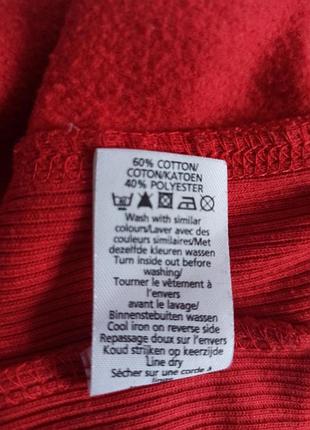 60% COTTON/
COTON/KATOEN
40% POLYESTER
Wash with similar
colours/Laver avec des
couleurs similaires/Met
dezelfde kleuren wassen
Turn inside out before
washing/
Tourner le vêtement à
l'envers
avant le lavage/
Binnenstebuiten wassen
Cool iron on reverse side
Repassage doux sur l'envers
Koud strijken op keerzijde
Line dry
Sécher sur une corde à